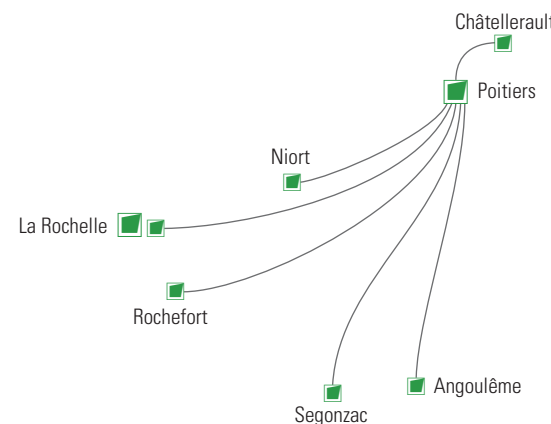 Châtellerault
Poitiers
Niort
La Rochelle
Rochefort
Angoulême
Segonzac